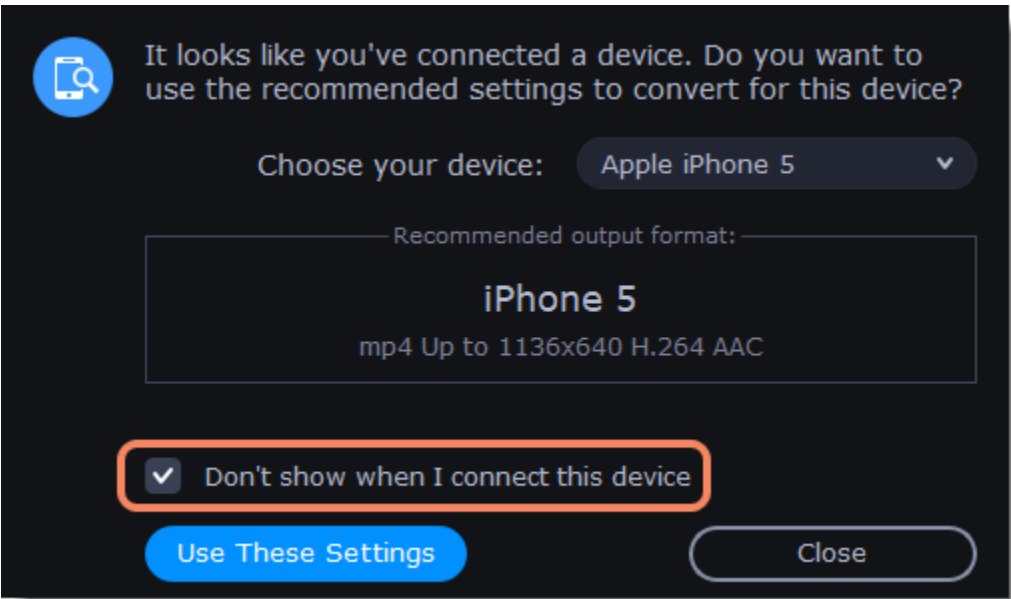 It looks like you've connected a device. Do you want to
use the recommended settings to convert for this device?
Choose your device: Apple iPhone 5
Recommended output format:
iPhone 5
mp4 Up to 1136x640 H.264 AAC
Don't show when I connect this device
Use These Settings Close